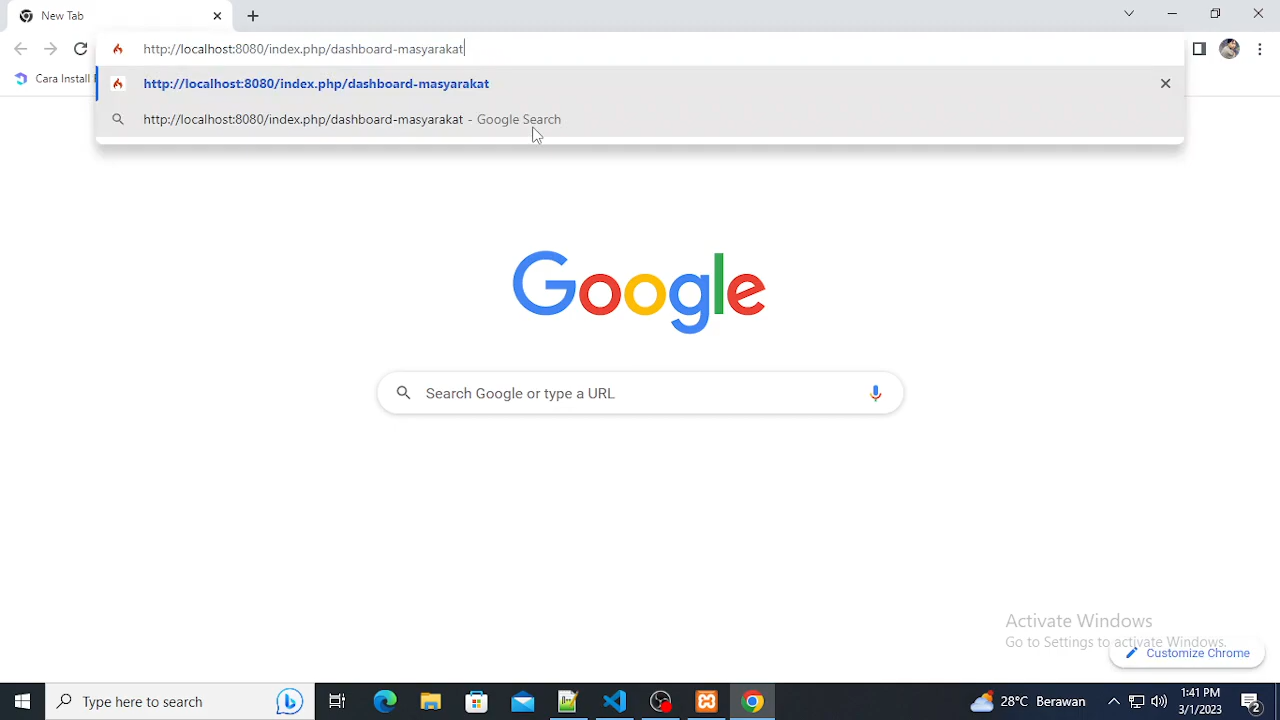 New Tab
http://localhost:8080/index.php/dashboard-masyarakat
Cara Install
http://localhost:8080/index.php/dashboard-masyarakat
http://localhost:8080/index.php/dashboard-masyarakat - Google Search
Google
Search Google or type a URL
Activate Windows
Go to Settings to activate Windows.
Customize Chrome
Type here to search
28°C Berawan
1:41 PM
3/1/2023
2